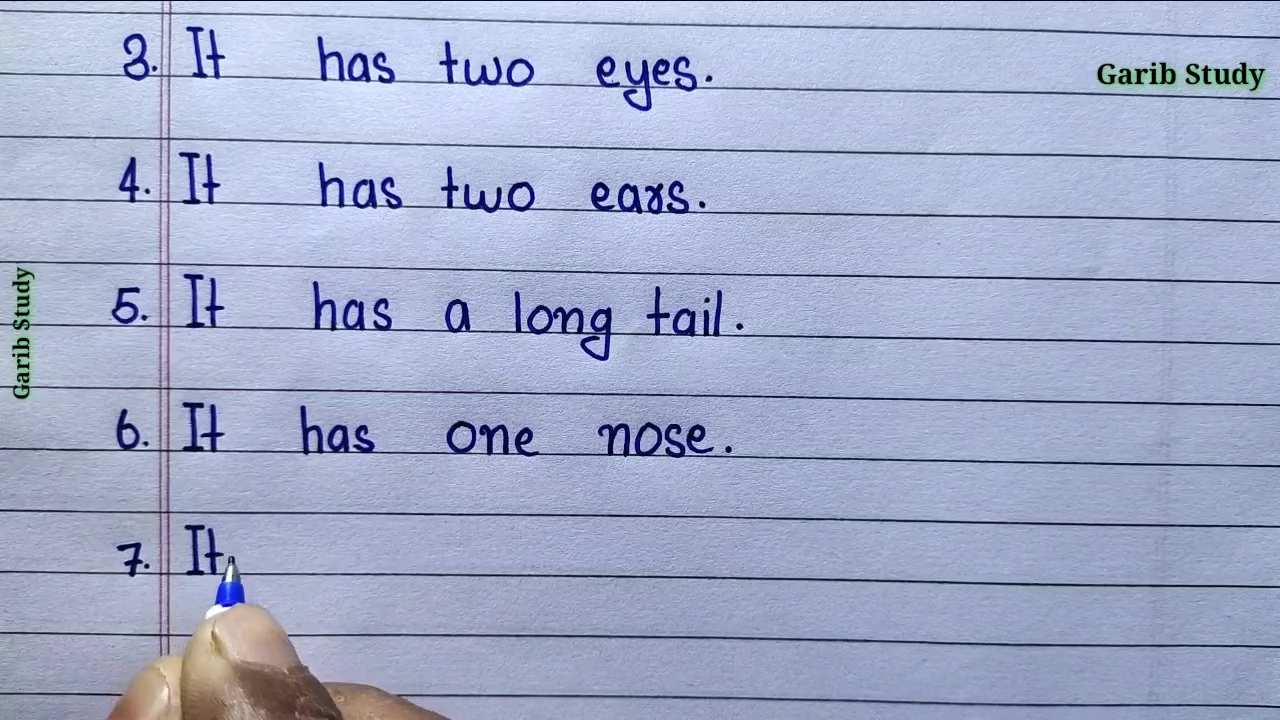 3. It has two eyes.
Garib Study
4. It has two ears.
Garib Study
5. It has a long tail.
6. It has one nose.
7. It